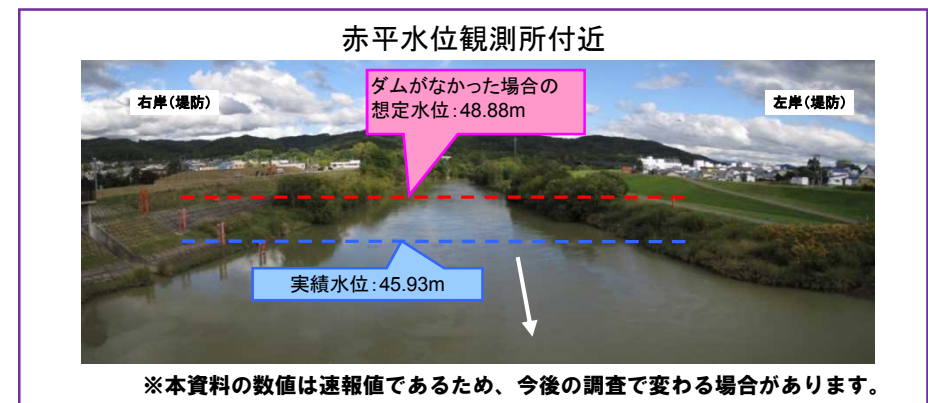 赤平水位観測所付近
ダムがなかった場合の
想定水位:48.88m
右岸(堤防)
左岸(堤防)
実績水位:45.93m
※本資料の数値は速報値であるため、今後の調査で変わる場合があります。